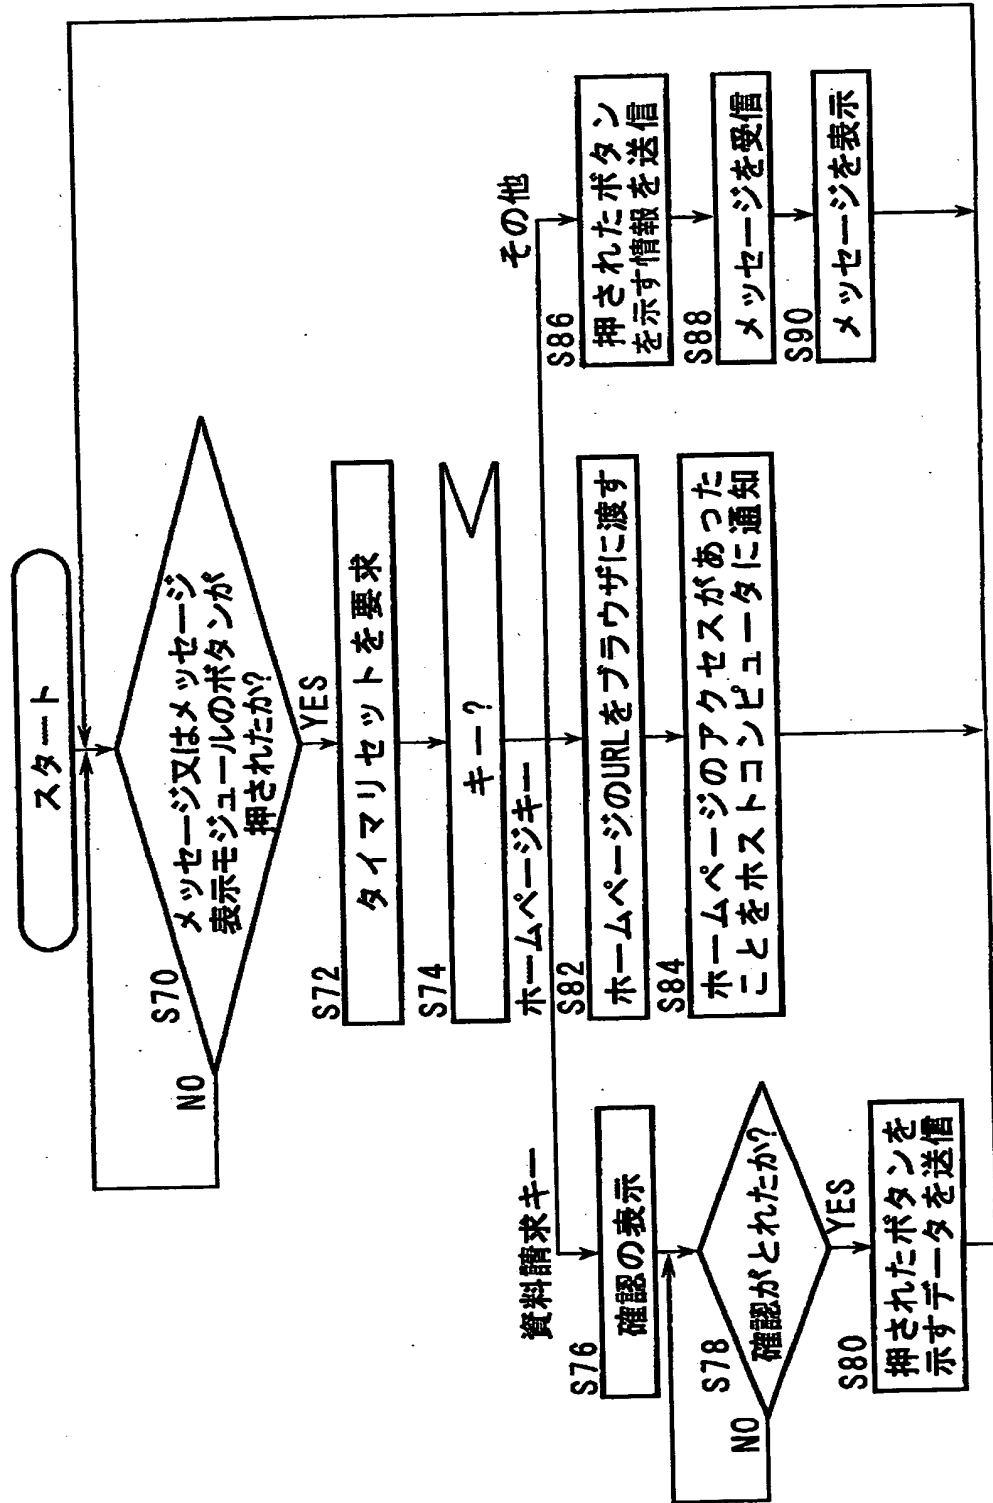 スタート
S70
メッセージ又はメッセージ
表示モジュールのボタンが
押されたか?
NO
YES
S72
タイマリセットを要求
S74
キー?
資料請求キー
ホームページキー
その他
S76
確認の表示
S78
確認がとれたか?
NO
YES
S80
押されたボタンを
示すデータを送信
S82
ホームページのURLをブラウザに渡す
S84
ホームページのアクセスがあった
ことをホストコンピュータに通知
S86
押されたボタン
を示す情報を送信
S88
メッセージを受信
S90
メッセージを表示